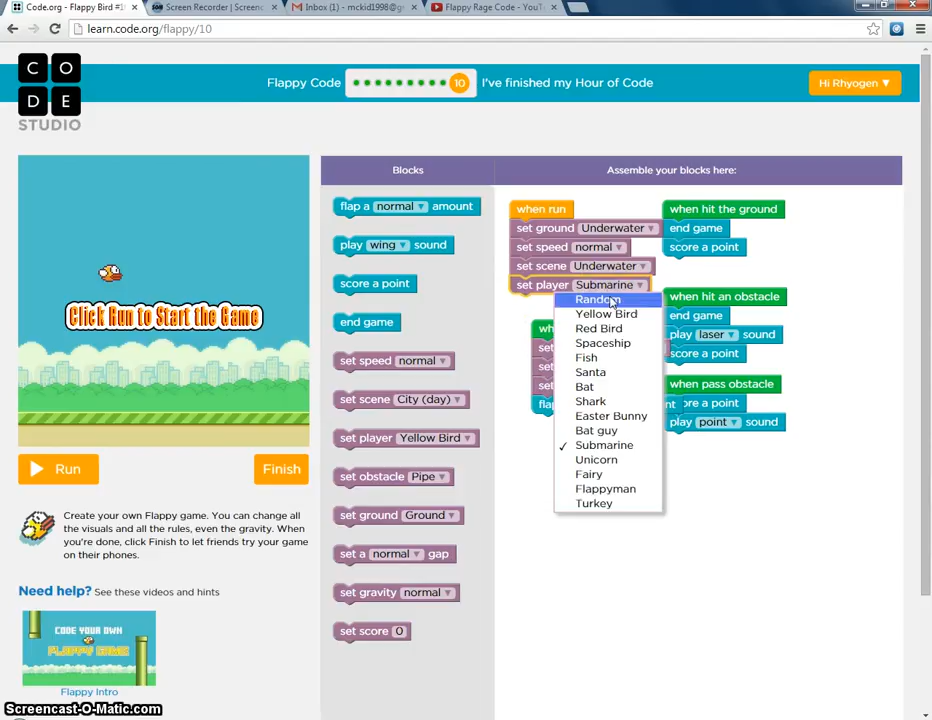 Code.org - Flappy Bird #1
Screen Recorder | Screenc
Inbox (1) - mckid1998@g
Flappy Rage Code - YouT
learn.code.org/flappy/10
C O
D E
STUDIO
Flappy Code
10
I've finished my Hour of Code
Hi Rhyogen ▼
Click Run to Start the Game
Run
Finish
Create your own Flappy game. You can change all
the visuals and all the rules, even the gravity. When
you're done, click Finish to let friends try your game
on their phones.
Need help? See these videos and hints
CODE YOUR OWN
FLAPPY GAME
Flappy Intro
Blocks
flap a normal amount
play wing sound
score a point
end game
set speed normal
set scene City (day)
set player Yellow Bird
set obstacle Pipe
set ground Ground
set a normal gap
set gravity normal
set score 0
Assemble your blocks here:
when run
set ground Underwater
set speed normal
set scene Underwater
set player Submarine
Random
Yellow Bird
Red Bird
Spaceship
Fish
Santa
Bat
Shark
Easter Bunny
Bat guy
✓ Submarine
Unicorn
Fairy
Flappyman
Turkey
when hit the ground
end game
score a point
when hit an obstacle
end game
play laser sound
score a point
when pass obstacle
ore a point
play point sound
Screencast-O-Matic.com